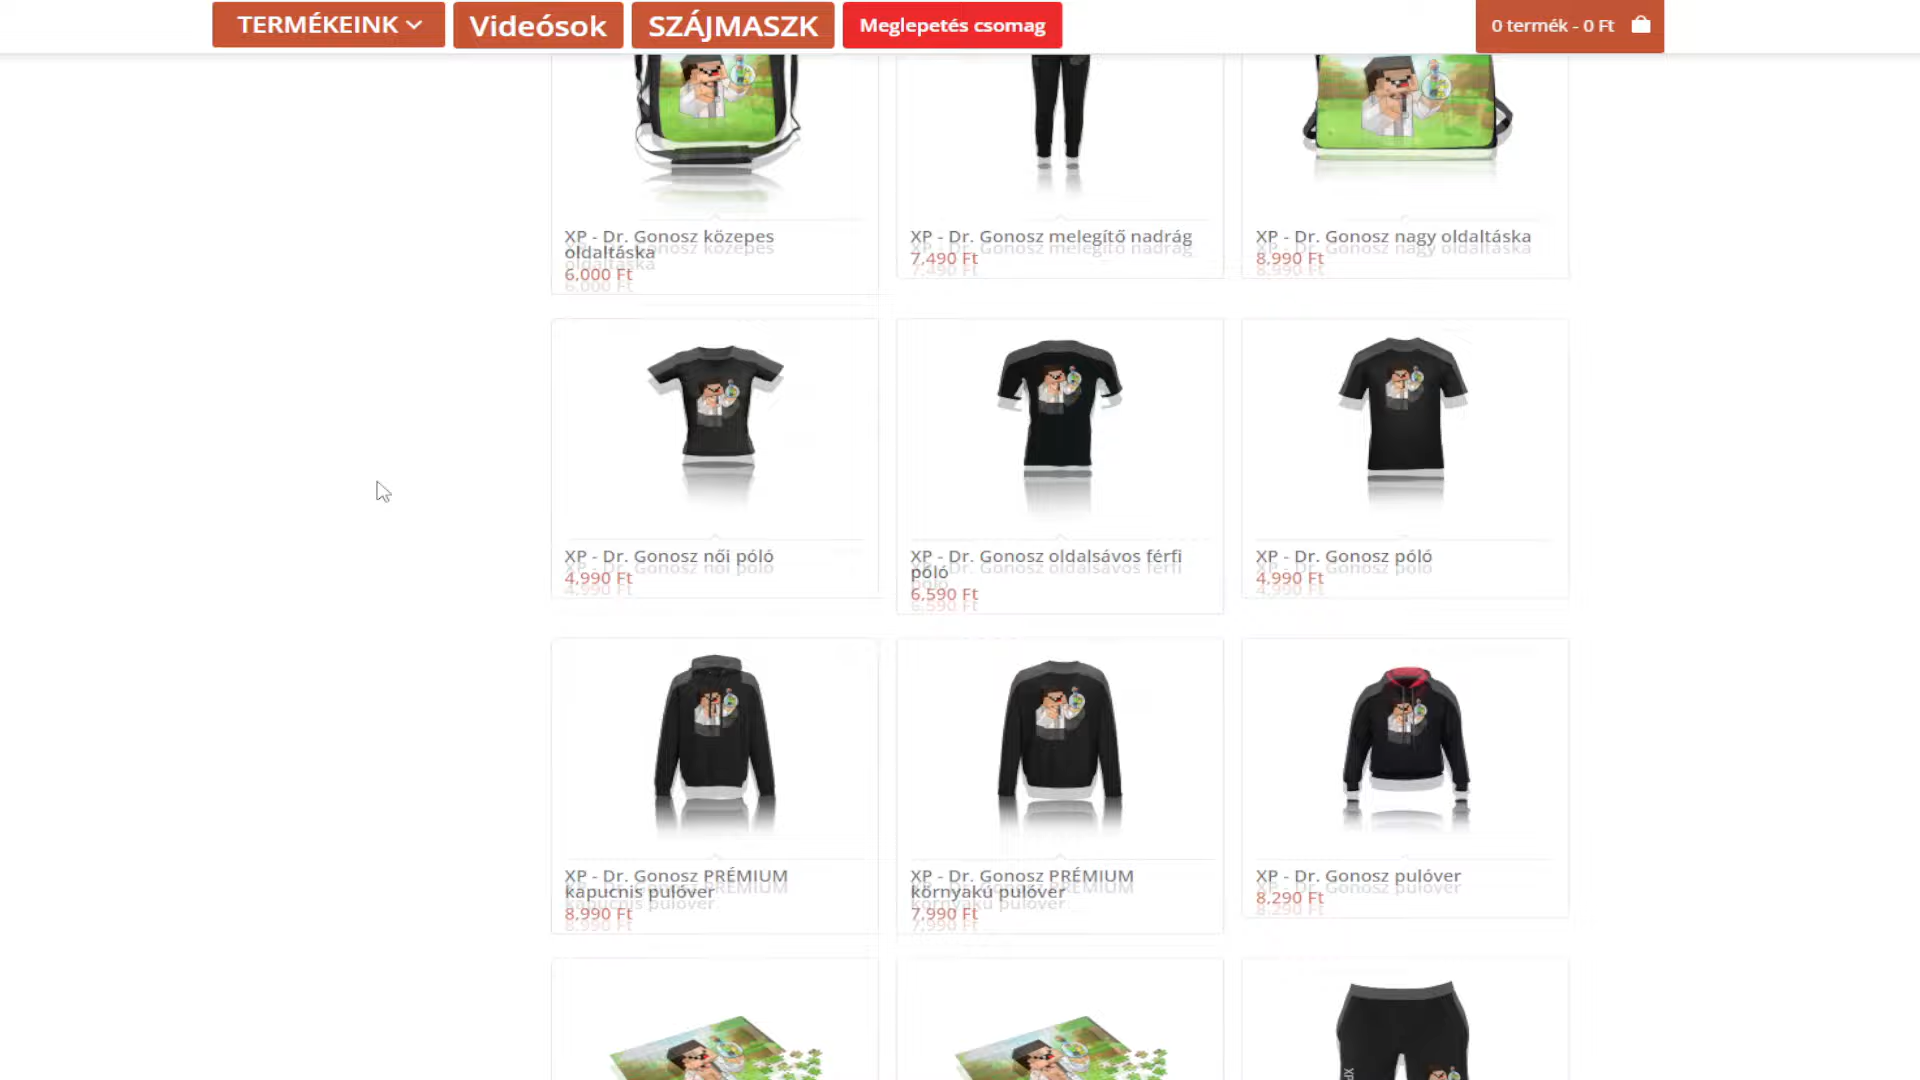 TERMÉKEINK
Videósok
SZÁJMASZK
Meglepetés csomag
0 termék - 0 Ft
XP - Dr. Gonosz közepes
oldaltáska
6,000 Ft
XP - Dr. Gonosz melegítő nadrág
7,490 Ft
XP - Dr. Gonosz nagy oldaltáska
8,990 Ft
XP - Dr. Gonosz női póló
4,990 Ft
XP - Dr. Gonosz oldalsávos férfi
póló
6,590 Ft
XP - Dr. Gonosz póló
4,990 Ft
XP - Dr. Gonosz PRÉMIUM
kapucnis pulóver
8,990 Ft
XP - Dr. Gonosz PRÉMIUM
környakú pulóver
7,990 Ft
XP - Dr. Gonosz pulóver
8,290 Ft
XP